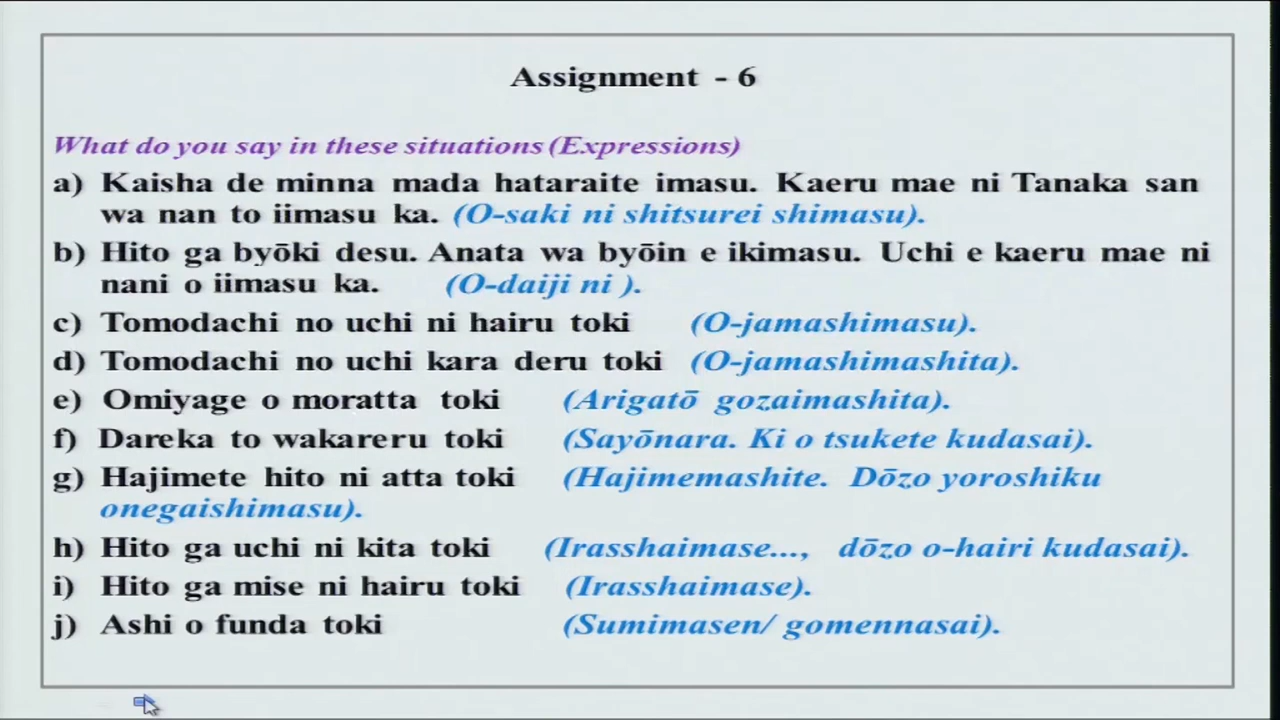 Assignment - 6
What do you say in these situations (Expressions)
a) Kaisha de minna mada hataraite imasu. Kaeru mae ni Tanaka san
wa nan to iimasu ka. (O-saki ni shitsurei shimasu).
b) Hito ga byōki desu. Anata wa byōin e ikimasu. Uchi e kaeru mae ni
nani o iimasu ka. (O-daiji ni ).
c) Tomodachi no uchi ni hairu toki (O-jamashimasu).
d) Tomodachi no uchi kara deru toki (O-jamashimashita).
e) Omiyage o moratta toki (Arigatō gozaimashita).
f) Dareka to wakareru toki (Sayōnara. Ki o tsukete kudasai).
g) Hajimete hito ni atta toki (Hajimemashite. Dōzo yoroshiku
onegaishimasu).
h) Hito ga uchi ni kita toki (Irasshaimase..., dōzo o-hairi kudasai).
i) Hito ga mise ni hairu toki (Irasshaimase).
j) Ashi o funda toki (Sumimasen/ gomennasai).